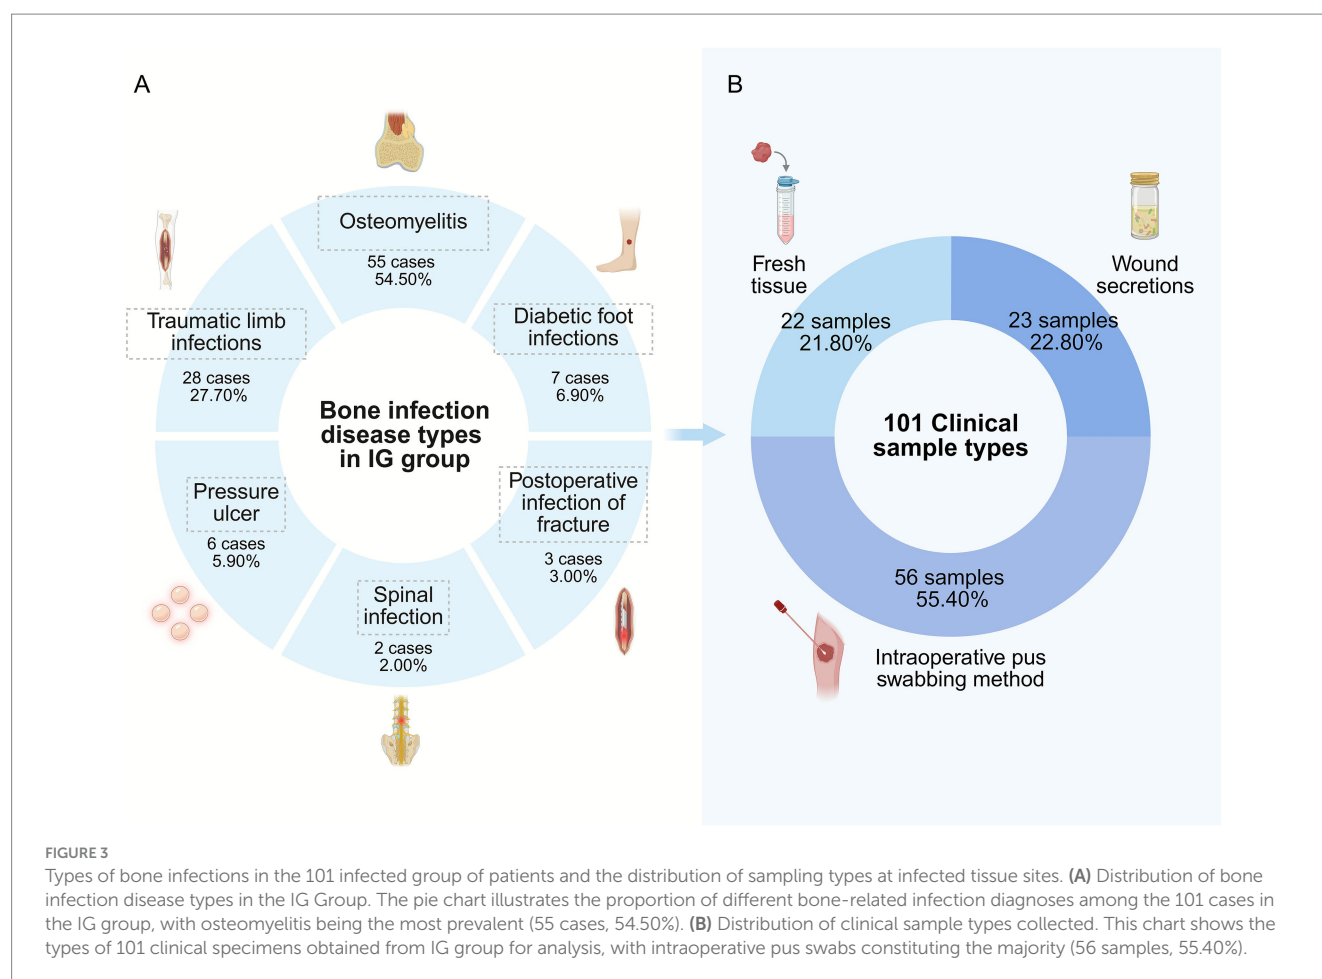 A
Osteomyelitis
55 cases
54.50%
Traumatic limb
infections
28 cases
27.70%
Diabetic foot
infections
7 cases
6.90%
Bone infection
disease types
in IG group
Pressure
ulcer
6 cases
5.90%
Postoperative
infection of
fracture
3 cases
3.00%
Spinal
infection
2 cases
2.00%
B
Fresh
tissue
22 samples
21.80%
Wound
secretions
23 samples
22.80%
101 Clinical
sample types
56 samples
55.40%
Intraoperative pus
swabbing method
FIGURE 3
Types of bone infections in the 101 infected group of patients and the distribution of sampling types at infected tissue sites. (A) Distribution of bone
infection disease types in the IG Group. The pie chart illustrates the proportion of different bone-related infection diagnoses among the 101 cases in
the IG group, with osteomyelitis being the most prevalent (55 cases, 54.50%). (B) Distribution of clinical sample types collected. This chart shows the
types of 101 clinical specimens obtained from IG group for analysis, with intraoperative pus swabs constituting the majority (56 samples, 55.40%).